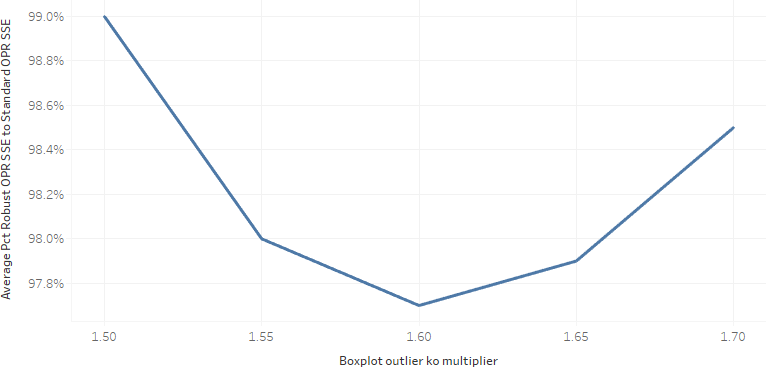 Average Pct Robust OPR SSE to Standard OPR SSE
99.0%
98.8%
98.6%
98.4%
98.2%
98.0%
97.8%
1.50 1.55 1.60 1.65 1.70
Boxplot outlier ko multiplier